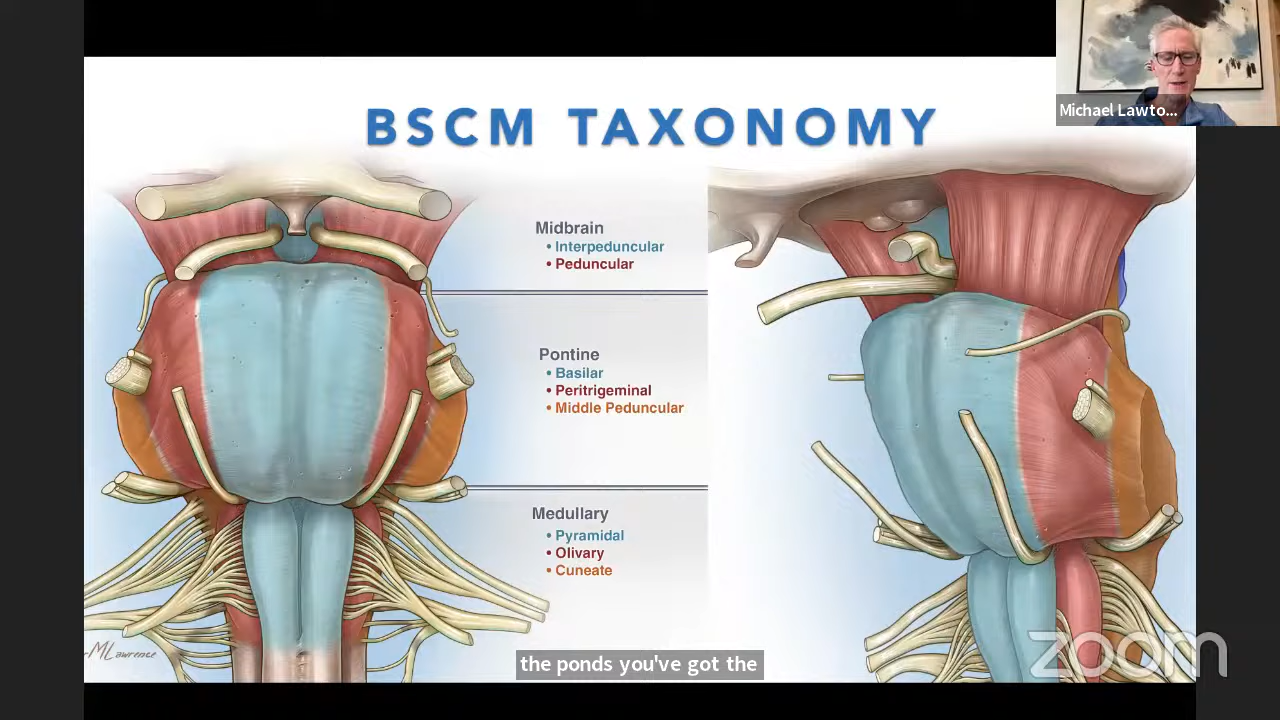 Michael Lawto...
BSCM TAXONOMY
Midbrain
• Interpeduncular
• Peduncular
Pontine
• Basilar
• Peritrigeminal
• Middle Peduncular
Medullary
• Pyramidal
• Olivary
• Cuneate
MLawrence
the ponds you've got the
zoom